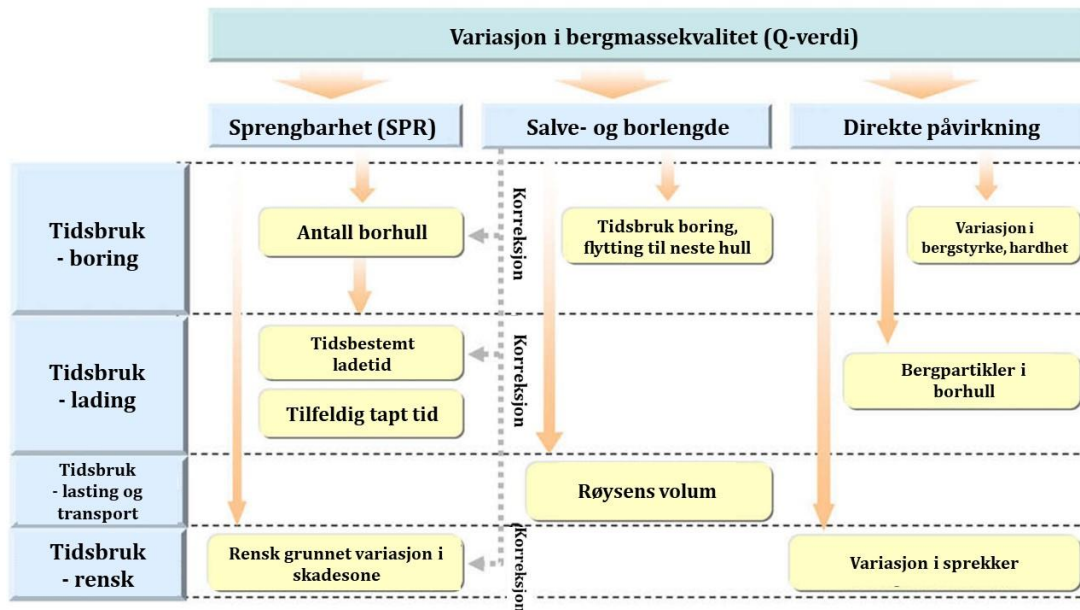 Variasjon i bergmassekvalitet (Q-verdi)
Sprengbarhet (SPR)
Salve- og borlengde
Direkte påvirkning
Tidsbruk
- boring
Antall borhull
Korreksjon
Tidsbruk boring,
flytting til neste hull
Variasjon i
bergstyrke, hardhet
Tidsbruk
- lading
Tidsbestemt
ladetid
Tilfeldig tapt tid
Korreksjon
Bergpartikler i
borhull
Tidsbruk
- lasting og
transport
Røysens volum
Tidsbruk
- rensk
Rensk grunnet variasjon i
skadesone
(Korreksjon
Variasjon i sprekker